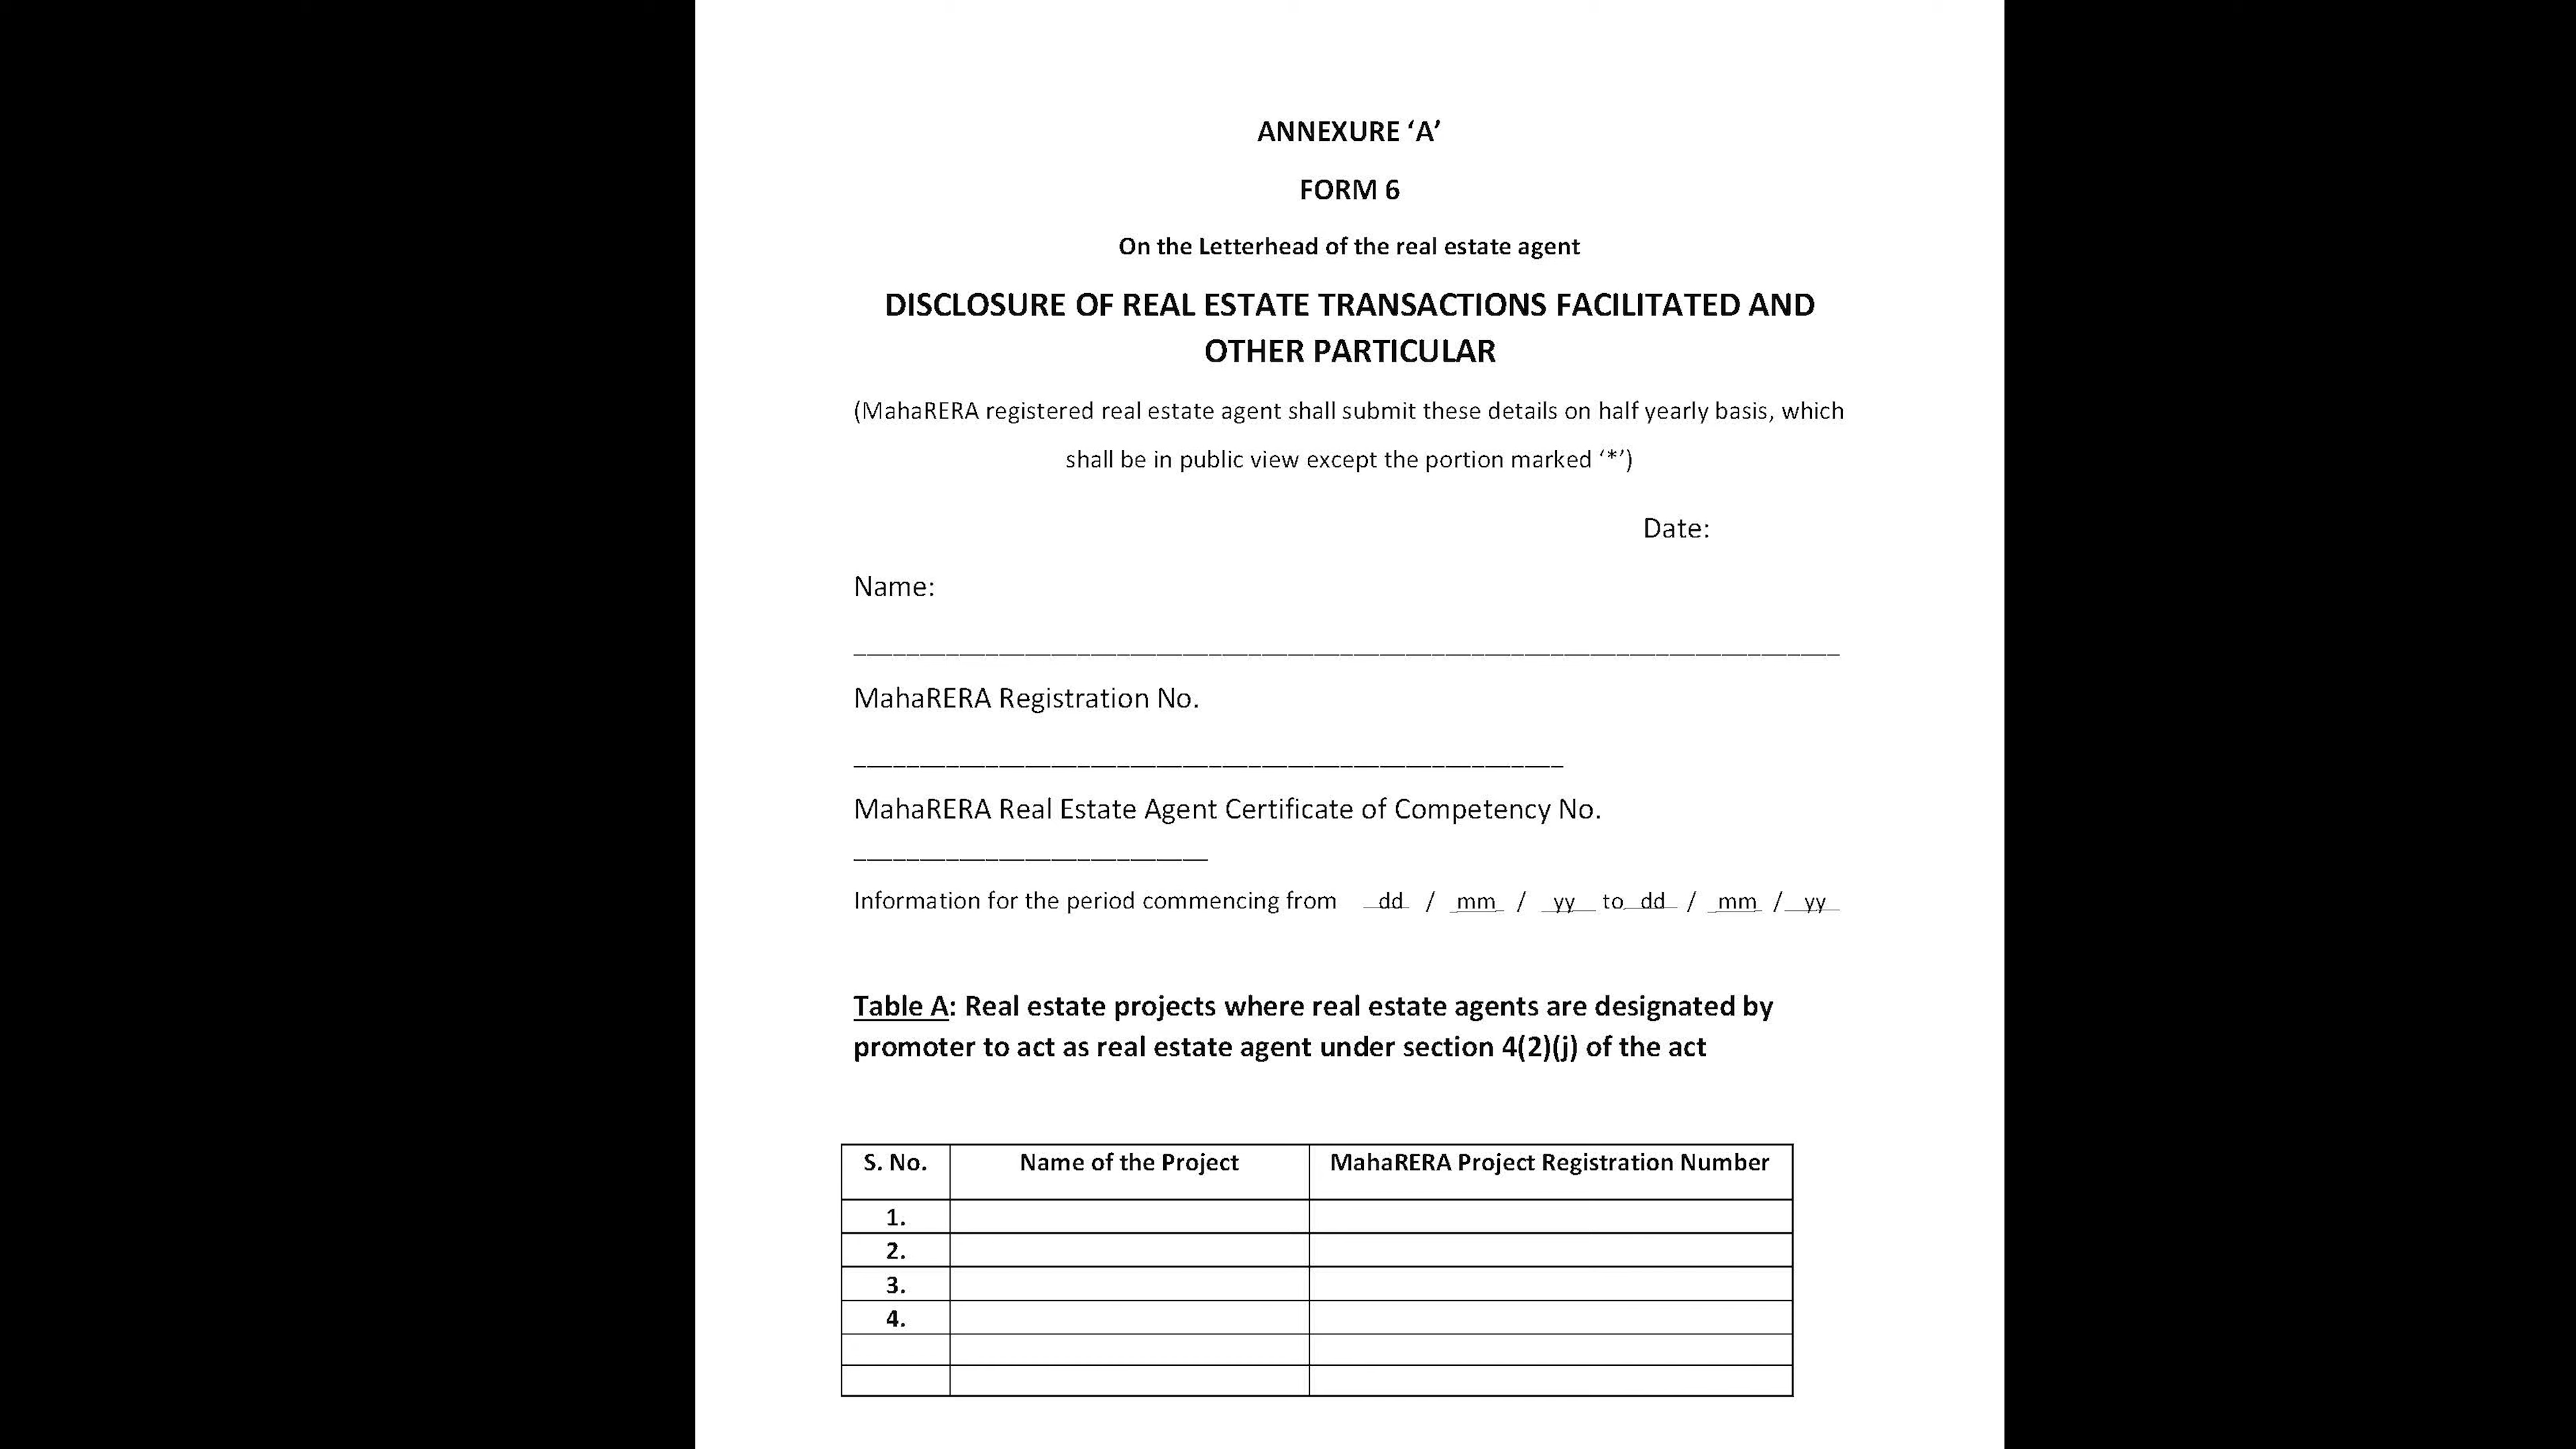 ANNEXURE ‘A’
FORM 6
On the Letterhead of the real estate agent
DISCLOSURE OF REAL ESTATE TRANSACTIONS FACILITATED AND
OTHER PARTICULAR
(MahaRERA registered real estate agent shall submit these details on half yearly basis, which
shall be in public view except the portion marked ‘*’)
Date:
Name:
MahaRERA Registration No.
MahaRERA Real Estate Agent Certificate of Competency No.
Information for the period commencing from dd / mm / yy to dd / mm / yy
Table A: Real estate projects where real estate agents are designated by
promoter to act as real estate agent under section 4(2)(j) of the act
S. No. Name of the Project MahaRERA Project Registration Number
1.
2.
3.
4.